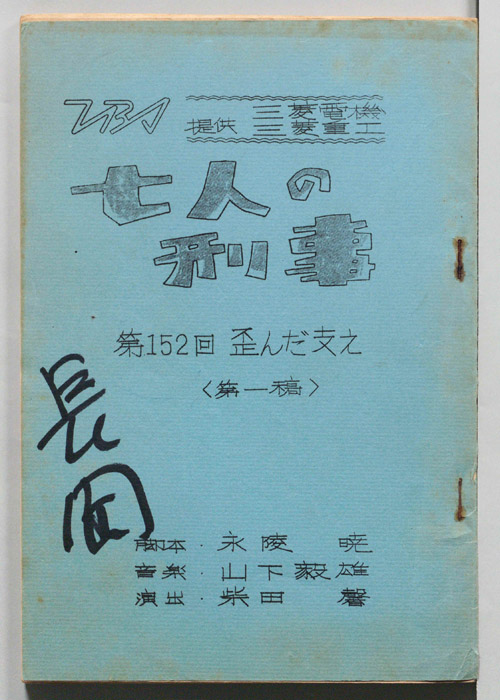 TBS
提供 三菱電機
三菱重工
七人の
刑事
第152回 歪んだ支え
〈第一稿〉
長岡
脚本・永陵 暁
音楽・山下毅雄
演出・柴田 馨